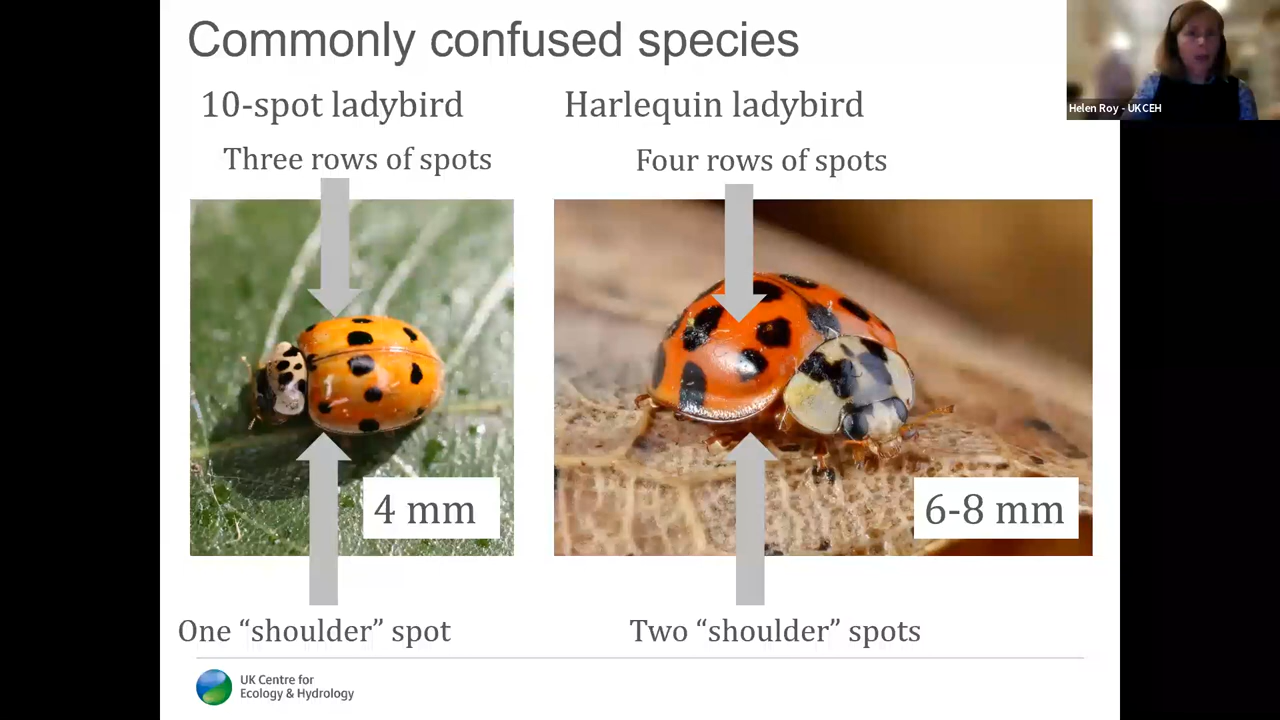 Commonly confused species
Helen Roy - UKCEH
10-spot ladybird
Harlequin ladybird
Three rows of spots
Four rows of spots
4 mm
6-8 mm
One “shoulder” spot
Two “shoulder” spots
UK Centre for
Ecology & Hydrology